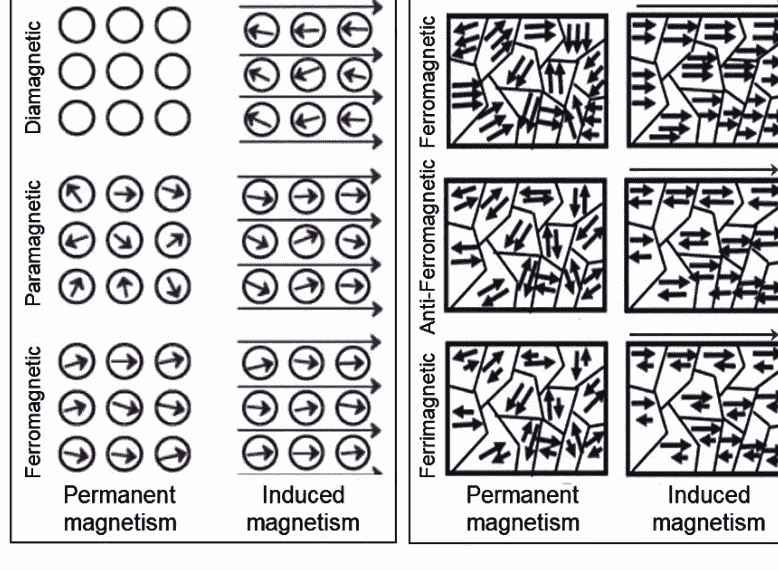 Diamagnetic
Paramagnetic
Ferromagnetic
Permanent
magnetism
Induced
magnetism
Ferromagnetic
Anti-Ferromagnetic
Ferrimagnetic
Permanent
magnetism
Induced
magnetism